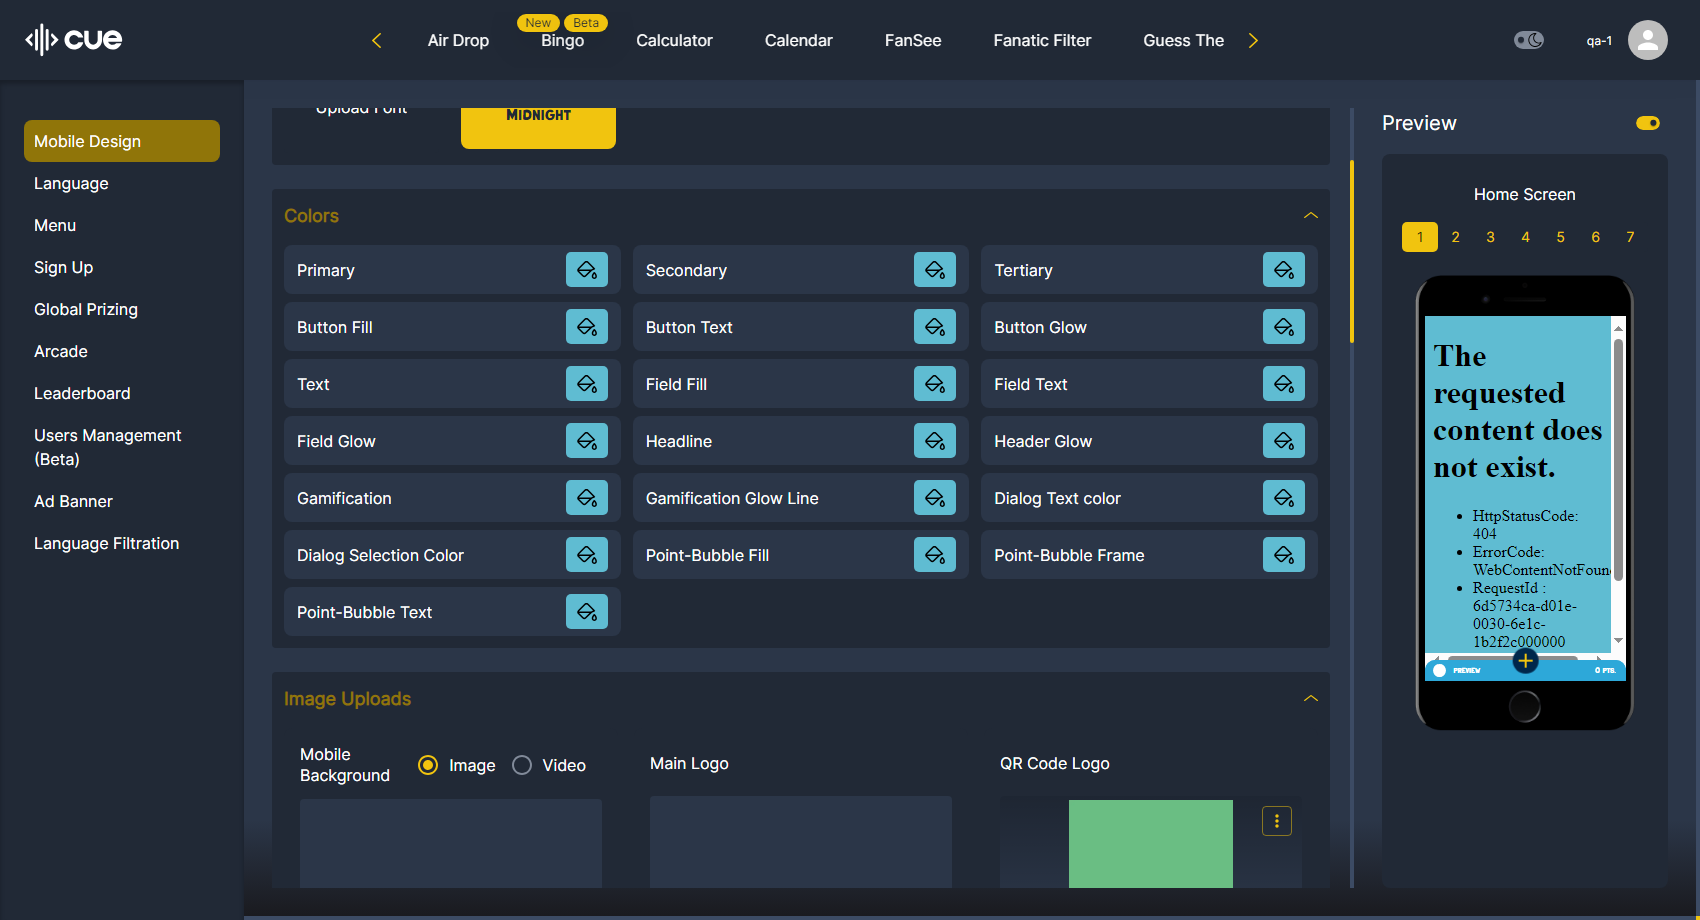 cue
New
Beta
Air Drop
Bingo
Calculator
Calendar
FanSee
Fanatic Filter
Guess The
qa-1
Mobile Design
Language
Menu
Sign Up
Global Prizing
Arcade
Leaderboard
Users Management
(Beta)
Ad Banner
Language Filtration
Upload Font
MIDNIGHT
Colors
Primary
Secondary
Tertiary
Button Fill
Button Text
Button Glow
Text
Field Fill
Field Text
Field Glow
Headline
Header Glow
Gamification
Gamification Glow Line
Dialog Text color
Dialog Selection Color
Point-Bubble Fill
Point-Bubble Frame
Point-Bubble Text
Image Uploads
Mobile
Background
Image
Video
Main Logo
QR Code Logo
Preview
Home Screen
1 2 3 4 5 6 7
The
requested
content does
not exist.
HttpStatusCode:
404
ErrorCode:
WebContentNotFoun
RequestId :
6d5734ca-d01e-
0030-6e1c-
1b2f2c000000
PREVIEW
0 PTS.